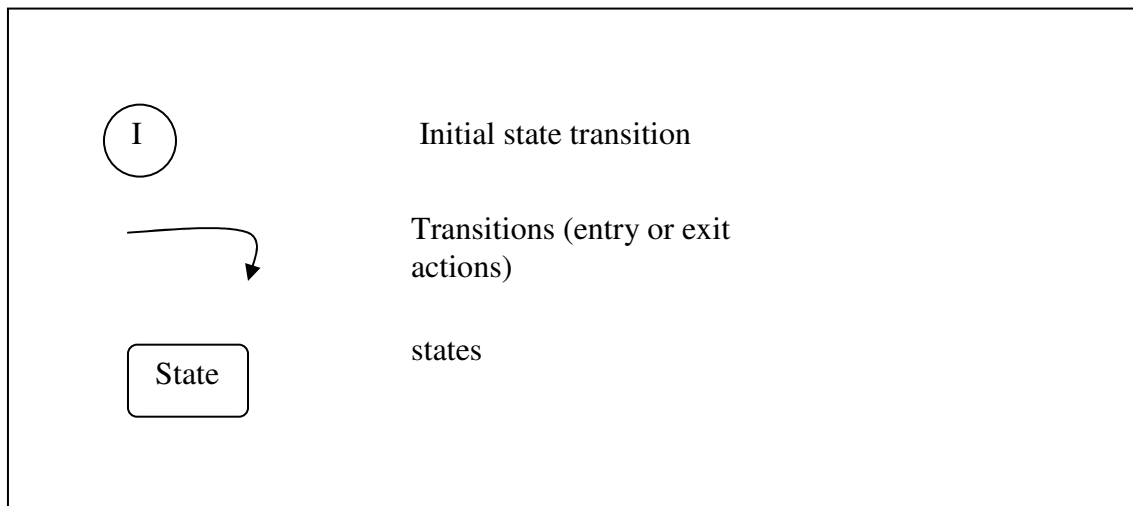 I Initial state transition
Transitions (entry or exit
actions)
State states